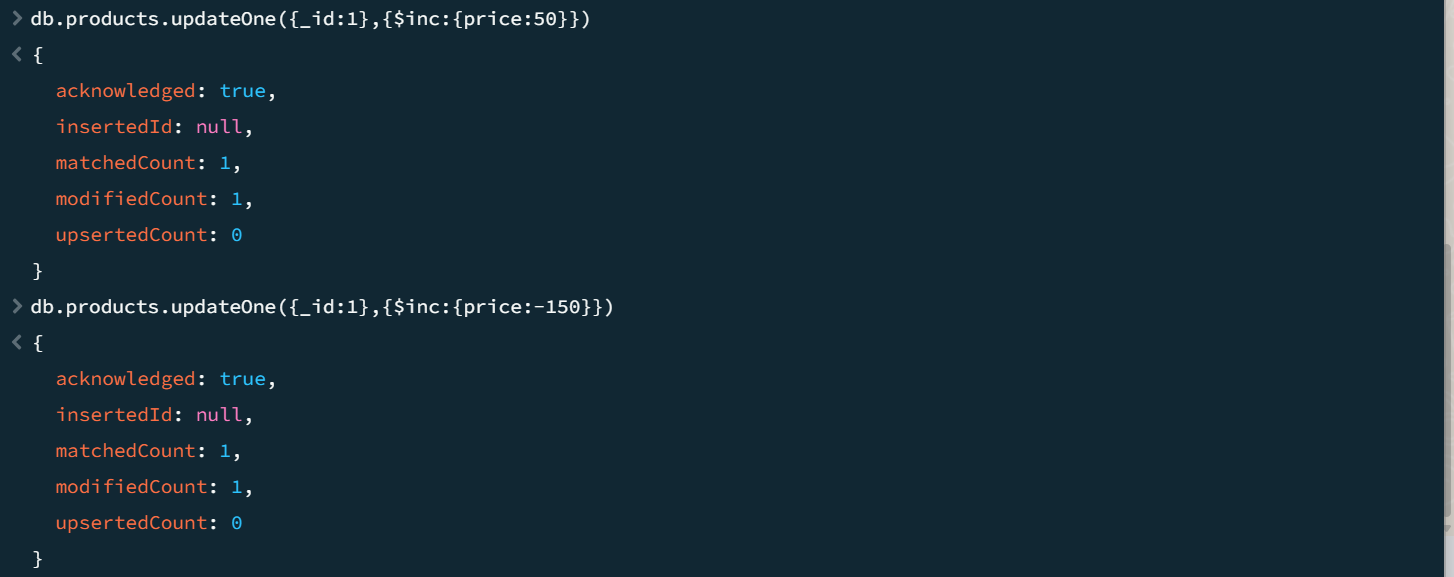 > db.products.updateOne({_id:1},{$inc:{price:50}})
< {
acknowledged: true,
insertedId: null,
matchedCount: 1,
modifiedCount: 1,
upsertedCount: 0
}
> db.products.updateOne({_id:1},{$inc:{price:-150}})
< {
acknowledged: true,
insertedId: null,
matchedCount: 1,
modifiedCount: 1,
upsertedCount: 0
}